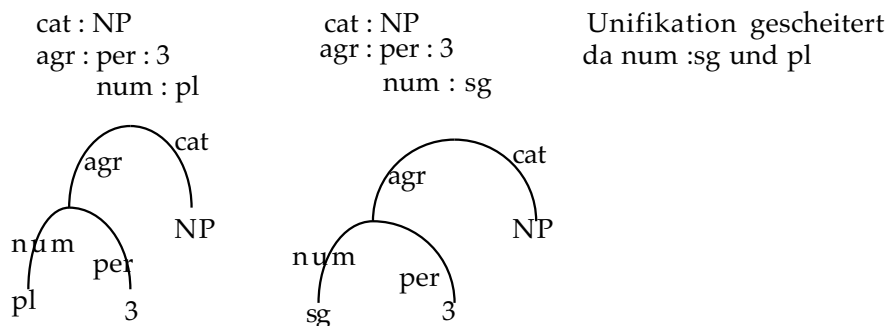 cat : NP
agr : per : 3
num : pl
cat : NP
agr : per : 3
num : sg
Unifikation gescheitert
da num :sg und pl
cat
agr
NP
num
per
pl
3
cat
agr
NP
num
per
sg
3